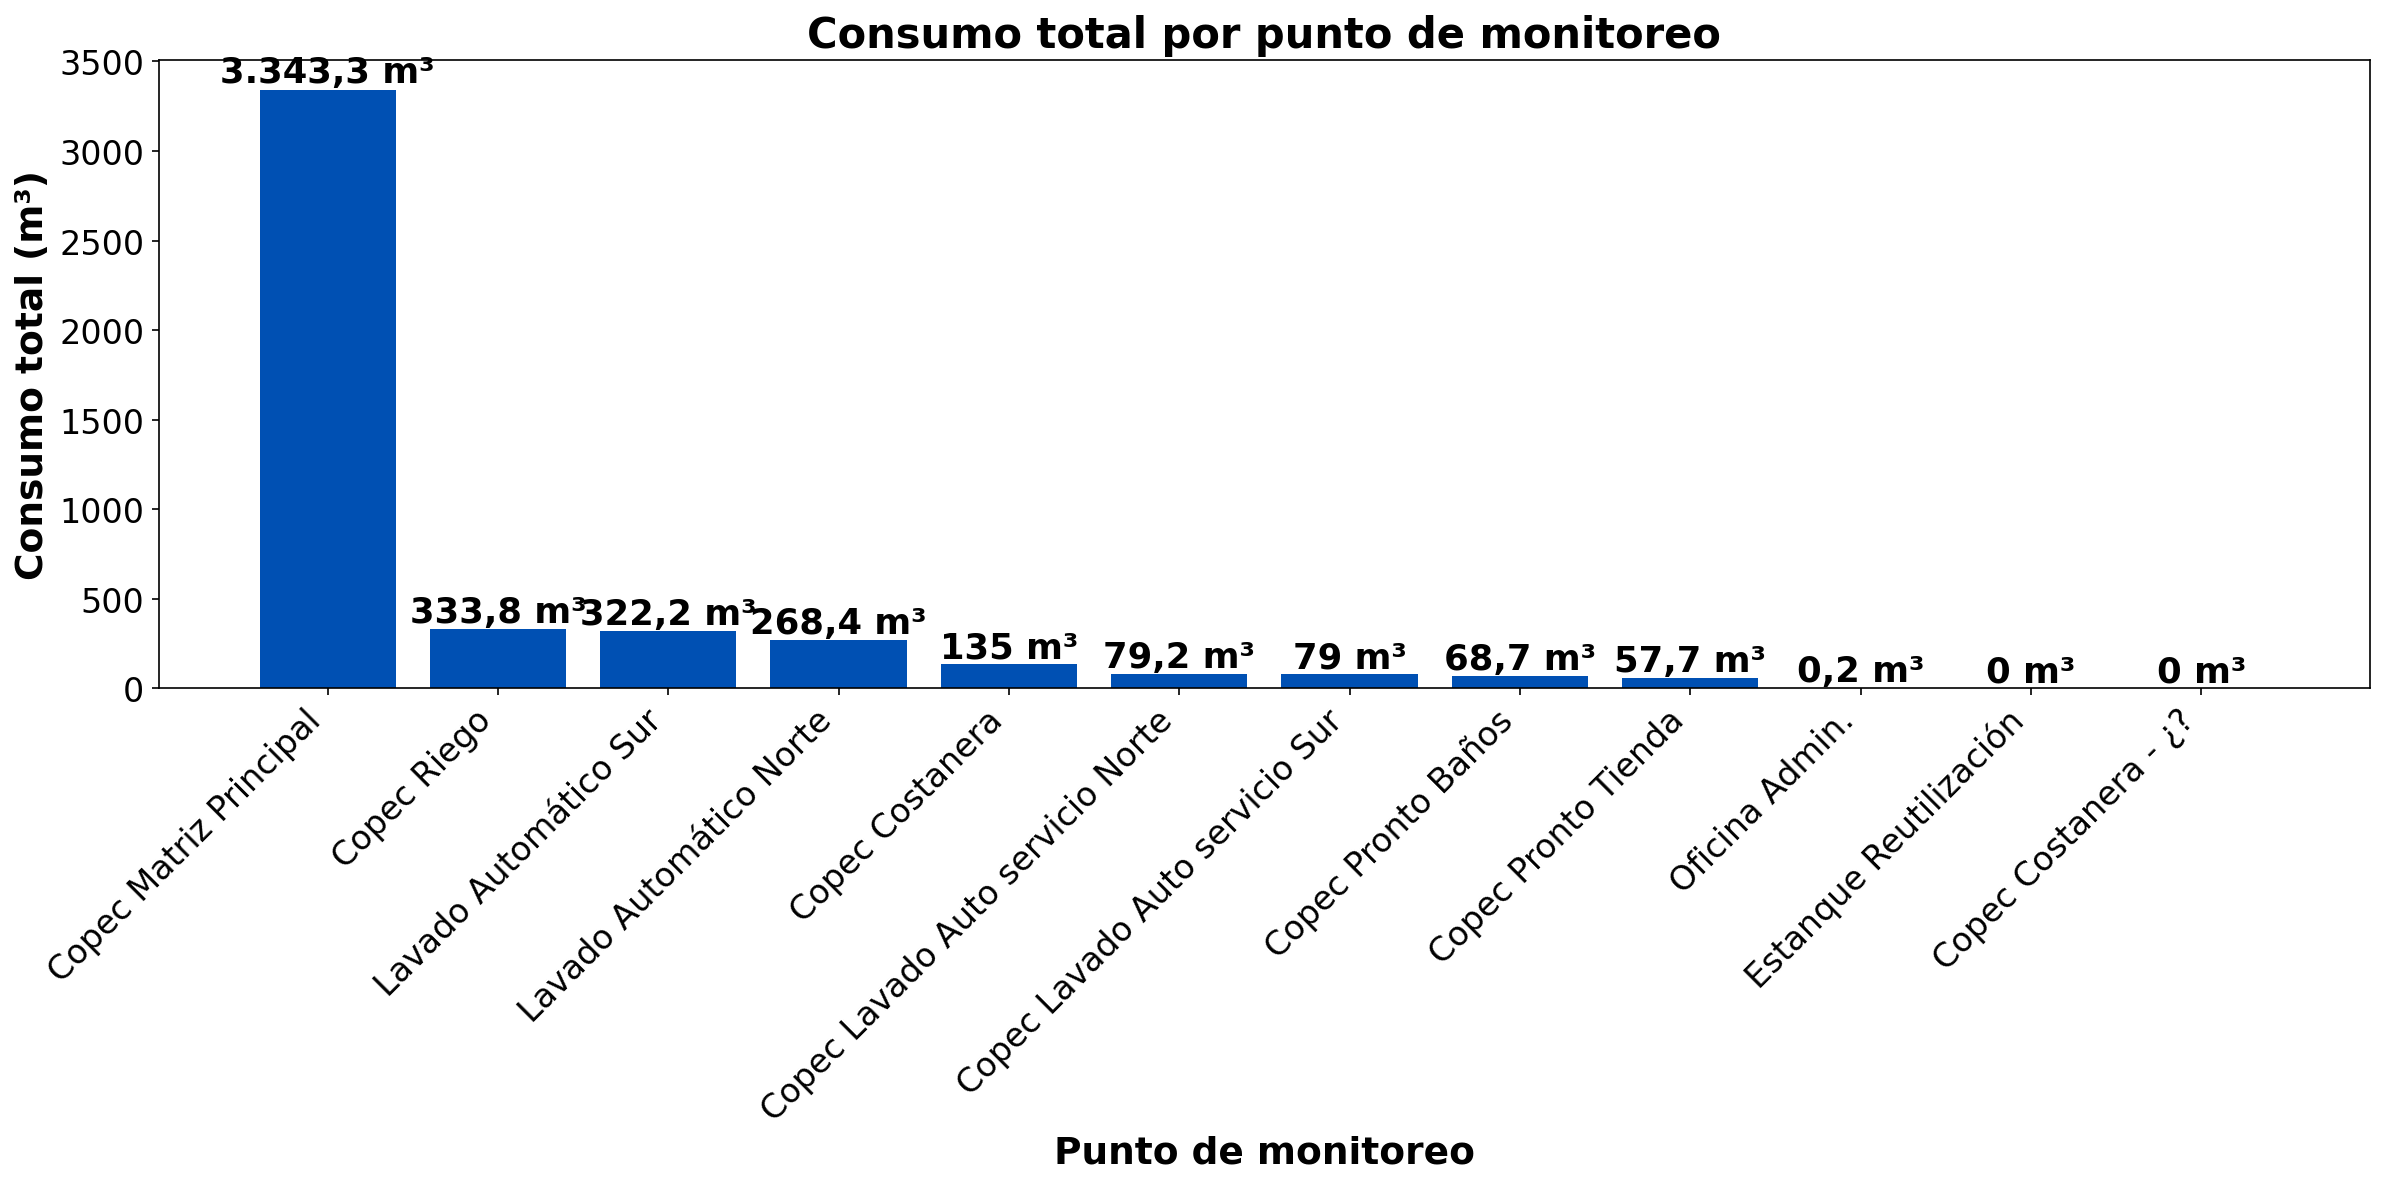 Consumo total por punto de monitoreo
Consumo total (m³)
3500
3000
2500
2000
1500
1000
500
0
3.343,3 m³
333,8 m³
322,2 m³
268,4 m³
135 m³
79,2 m³
79 m³
68,7 m³
57,7 m³
0,2 m³
0 m³
0 m³
Copec Matriz Principal
Copec Riego
Lavado Automático Sur
Lavado Automático Norte
Copec Costanera
Copec Lavado Auto servicio Norte
Copec Lavado Auto servicio Sur
Copec Pronto Baños
Copec Pronto Tienda
Oficina Admin.
Estanque Reutilización
Copec Costanera - ¿?
Punto de monitoreo